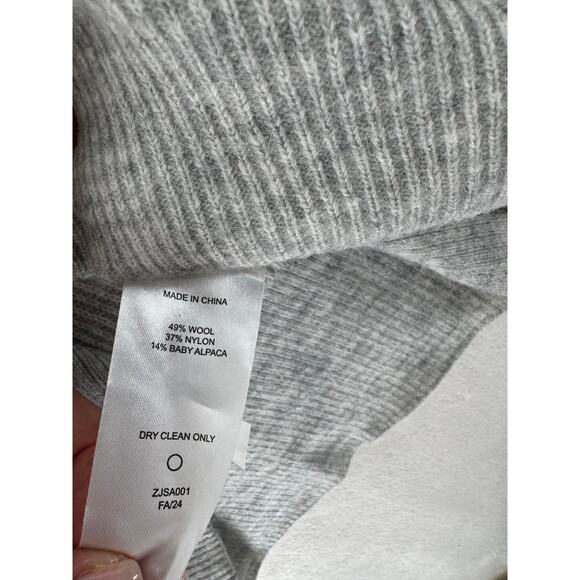 MADE IN CHINA
49% WOOL
37% NYLON
14% BABY ALPACA
DRY CLEAN ONLY
ZJSA001
FA/24